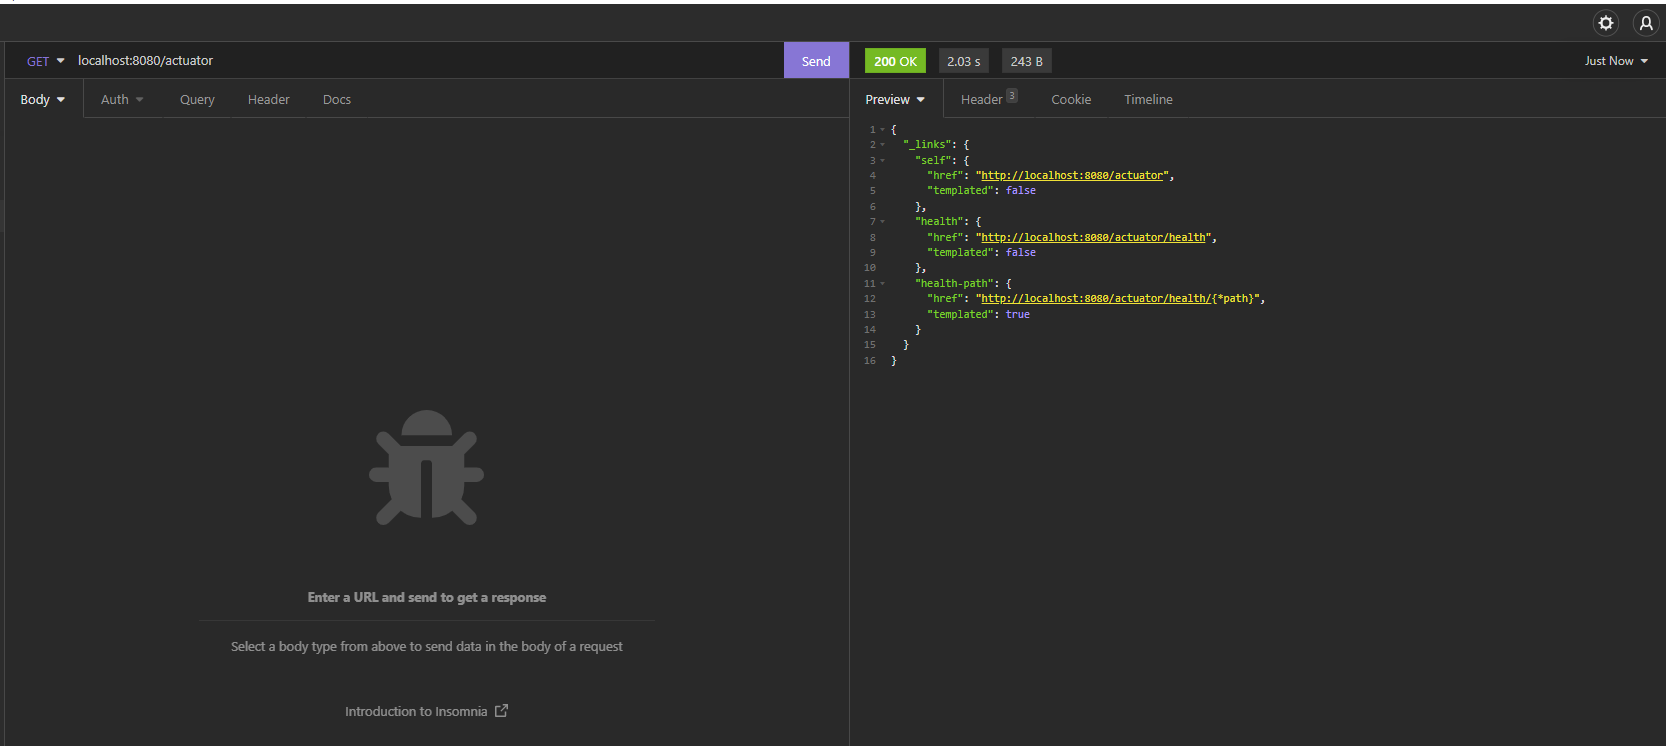 GET localhost:8080/actuator Send
200 OK 2.03 s 243 B Just Now
Body Auth Query Header Docs
Preview Header 3 Cookie Timeline
1 {
2 "_links": {
3 "self": {
4 "href": "http://localhost:8080/actuator",
5 "templated": false
6 },
7 "health": {
8 "href": "http://localhost:8080/actuator/health",
9 "templated": false
10 },
11 "health-path": {
12 "href": "http://localhost:8080/actuator/health/{*path}",
13 "templated": true
14 }
15 }
16 }
Enter a URL and send to get a response
Select a body type from above to send data in the body of a request
Introduction to Insomnia